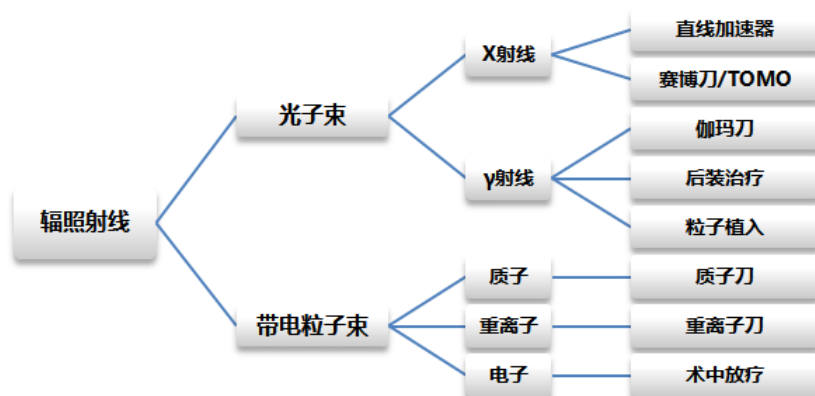 辐照射线
光子束
X射线
直线加速器
赛博刀/TOMO
γ射线
伽玛刀
后装治疗
粒子植入
带电粒子束
质子
质子刀
重离子
重离子刀
电子
术中放疗